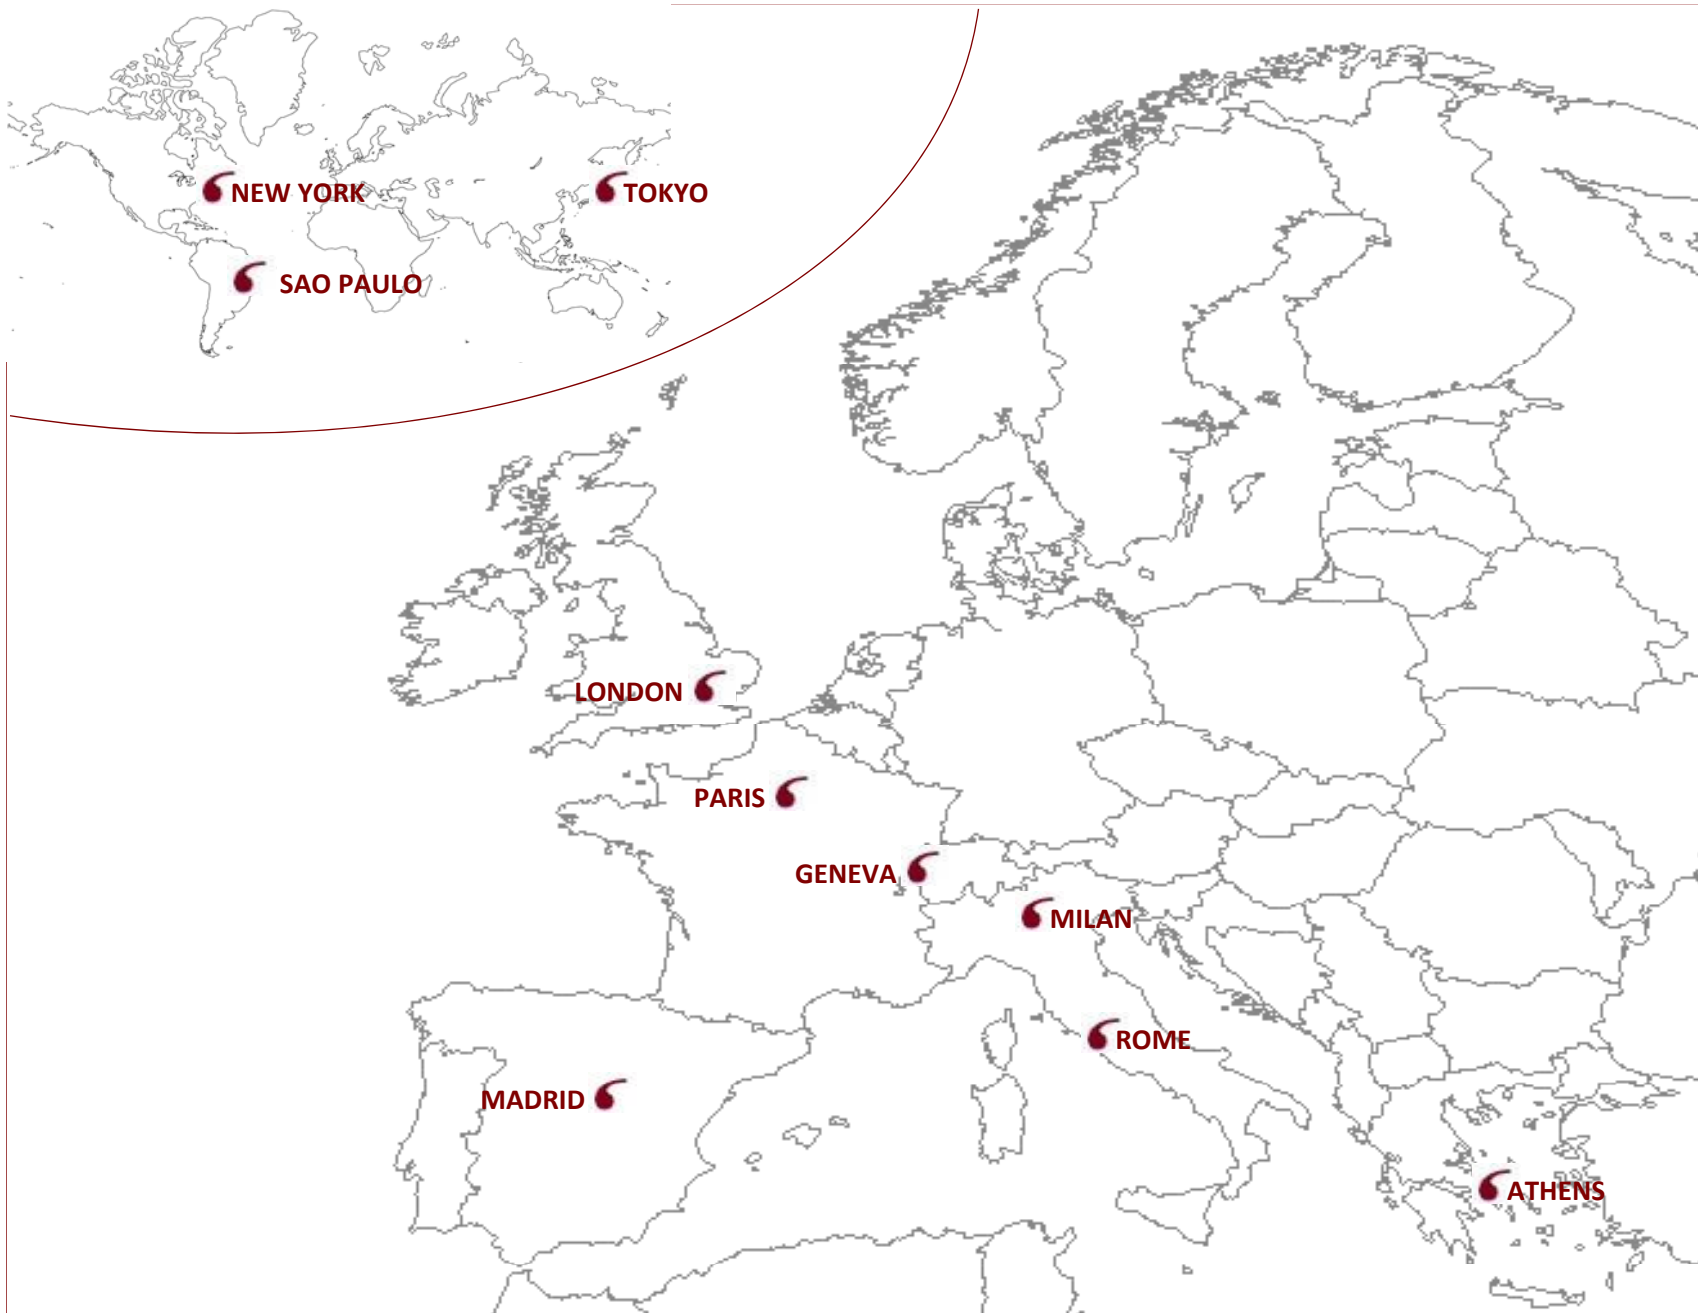 NEW YORK
TOKYO
SAO PAULO
LONDON
PARIS
GENEVA
MILAN
ROME
MADRID
ATHENS